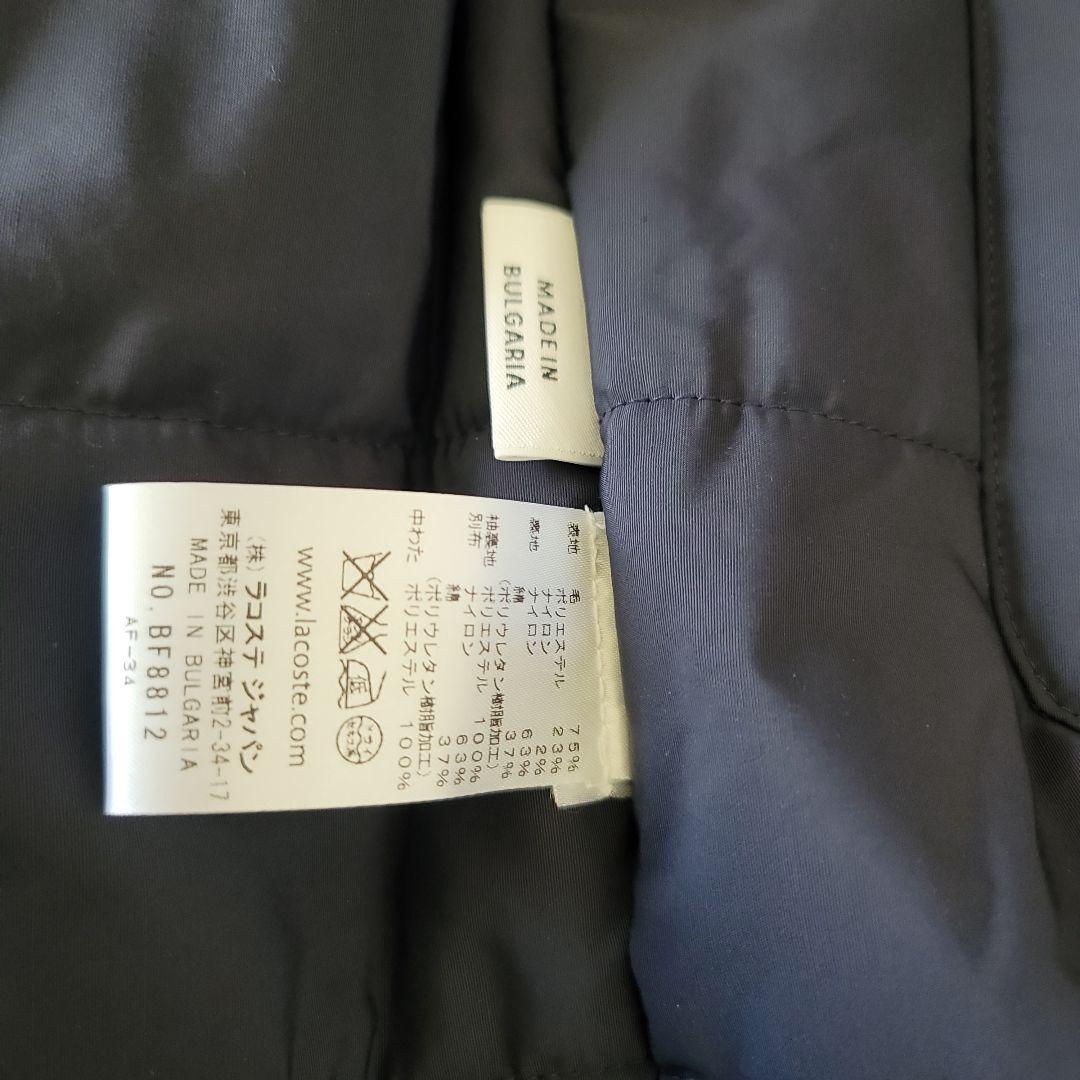 MADE IN
BULGARIA
表地 毛 75%
ポリエステル 23%
ナイロン 2%
裏地 ナイロン 63%
綿 37%
(ポリウレタン樹脂加工)
袖裏地 ポリエステル 100%
別布 ナイロン 63%
綿 37%
(ポリウレタン樹脂加工)
中わた ポリエステル 100%
低
ドライ
www.lacoste.com
(株) ラコステ ジャパン
東京都渋谷区神宮前2-34-17
MADE IN BULGARIA
NO. BF8812
AF-34